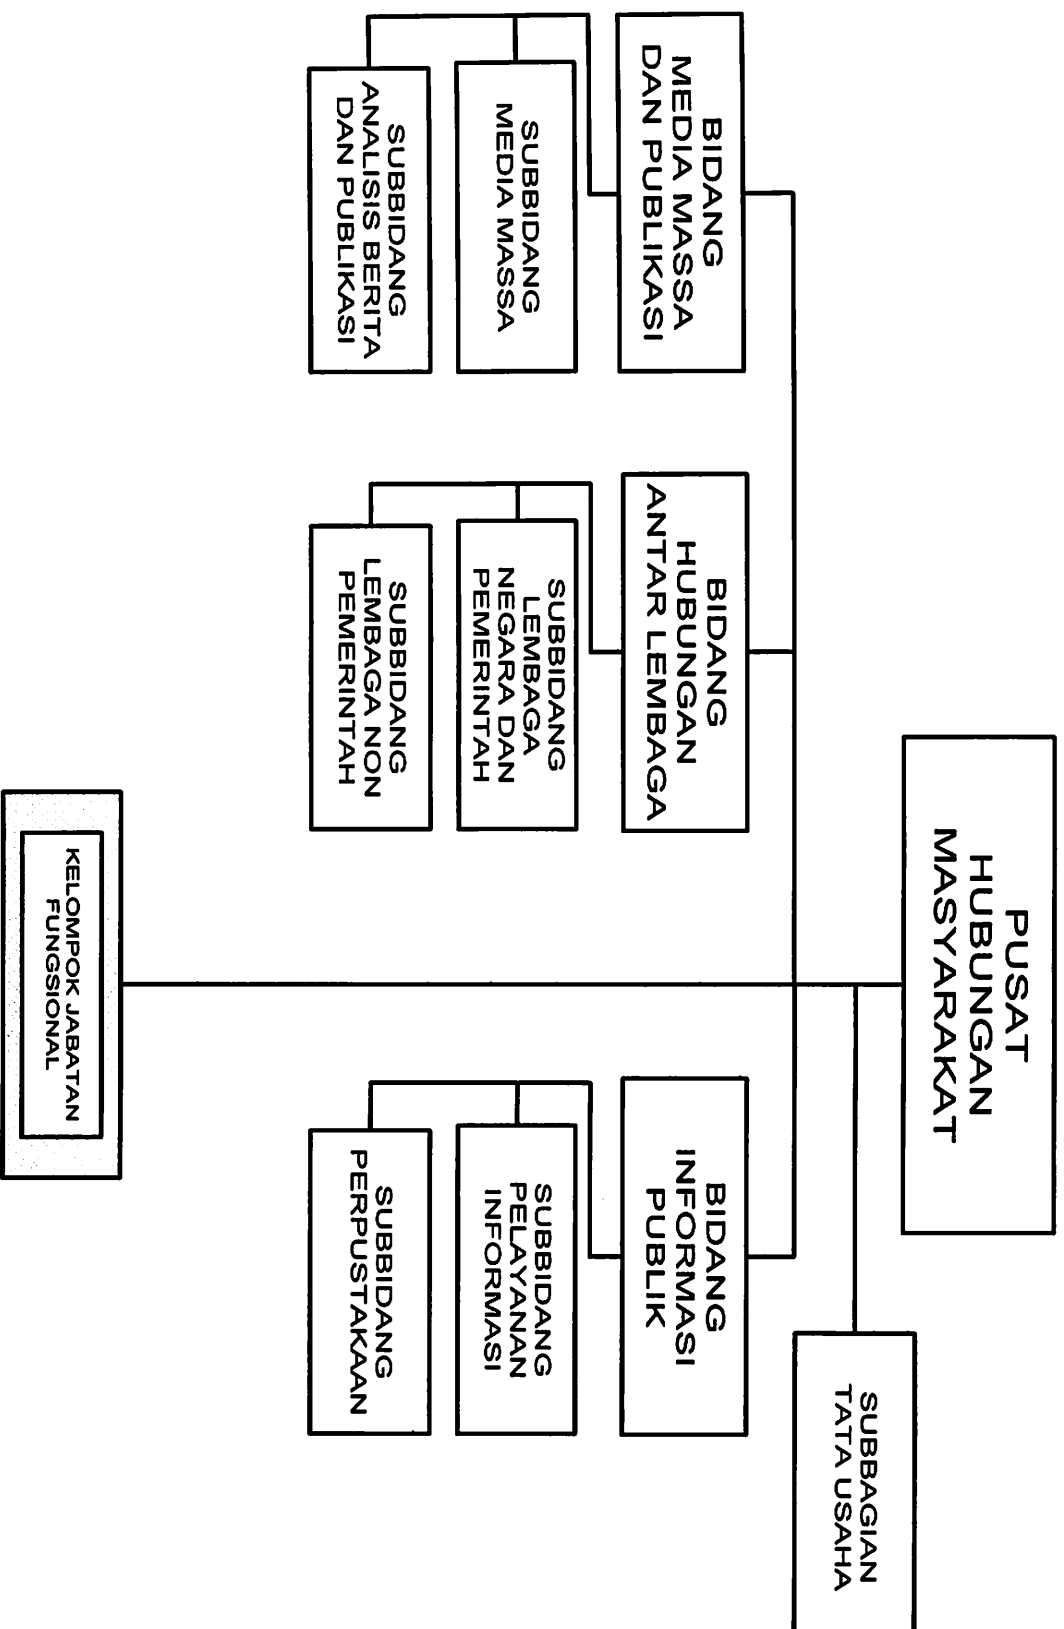 PUSAT
HUBUNGAN
MASYARAKAT
SUBBAGIAN
TATA USAHA
BIDANG
MEDIA MASSA
DAN PUBLIKASI
SUBBIDANG
MEDIA MASSA
SUBBIDANG
ANALISIS BERITA
DAN PUBLIKASI
BIDANG
HUBUNGAN
ANTAR LEMBAGA
SUBBIDANG
LEMBAGA
NEGARA DAN
PEMERINTAH
SUBBIDANG
LEMBAGA NON
PEMERINTAH
BIDANG
INFORMASI
PUBLIK
SUBBIDANG
PELAYANAN
INFORMASI
SUBBIDANG
PERPUSTAKAAN
KELOMPOK JABATAN
FUNGSIONAL